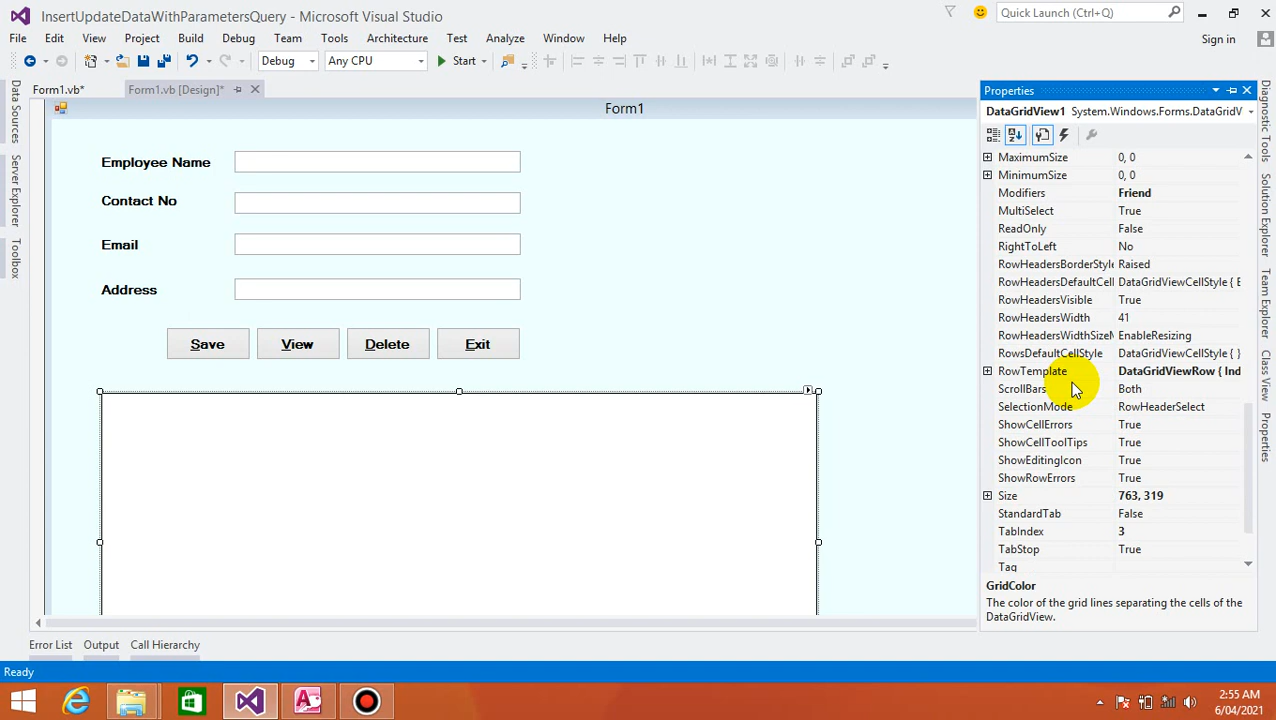 InsertUpdateDataWithParametersQuery - Microsoft Visual Studio
Quick Launch (Ctrl+Q)
File Edit View Project Build Debug Team Tools Architecture Test Analyze Window Help
Sign in
Debug Any CPU Start
Form1.vb* Form1.vb [Design]*
Data Sources
Server Explorer
Toolbox
Form1
Employee Name
Contact No
Email
Address
Save View Delete Exit
Properties
DataGridView1 System.Windows.Forms.DataGridV
MaximumSize 0, 0
MinimumSize 0, 0
Modifiers Friend
MultiSelect True
ReadOnly False
RightToLeft No
RowHeadersBorderStyle Raised
RowHeadersDefaultCell DataGridViewCellStyle { B
RowHeadersVisible True
RowHeadersWidth 41
RowHeadersWidthSizeM EnableResizing
RowsDefaultCellStyle DataGridViewCellStyle { }
RowTemplate DataGridViewRow { Ind
ScrollBars Both
SelectionMode RowHeaderSelect
ShowCellErrors True
ShowCellToolTips True
ShowEditingIcon True
ShowRowErrors True
Size 763, 319
StandardTab False
TabIndex 3
TabStop True
Tag
GridColor
The color of the grid lines separating the cells of the
DataGridView.
Diagnostic Tools
Solution Explorer
Team Explorer
Class View
Properties
Error List Output Call Hierarchy
Ready
2:55 AM
6/04/2021